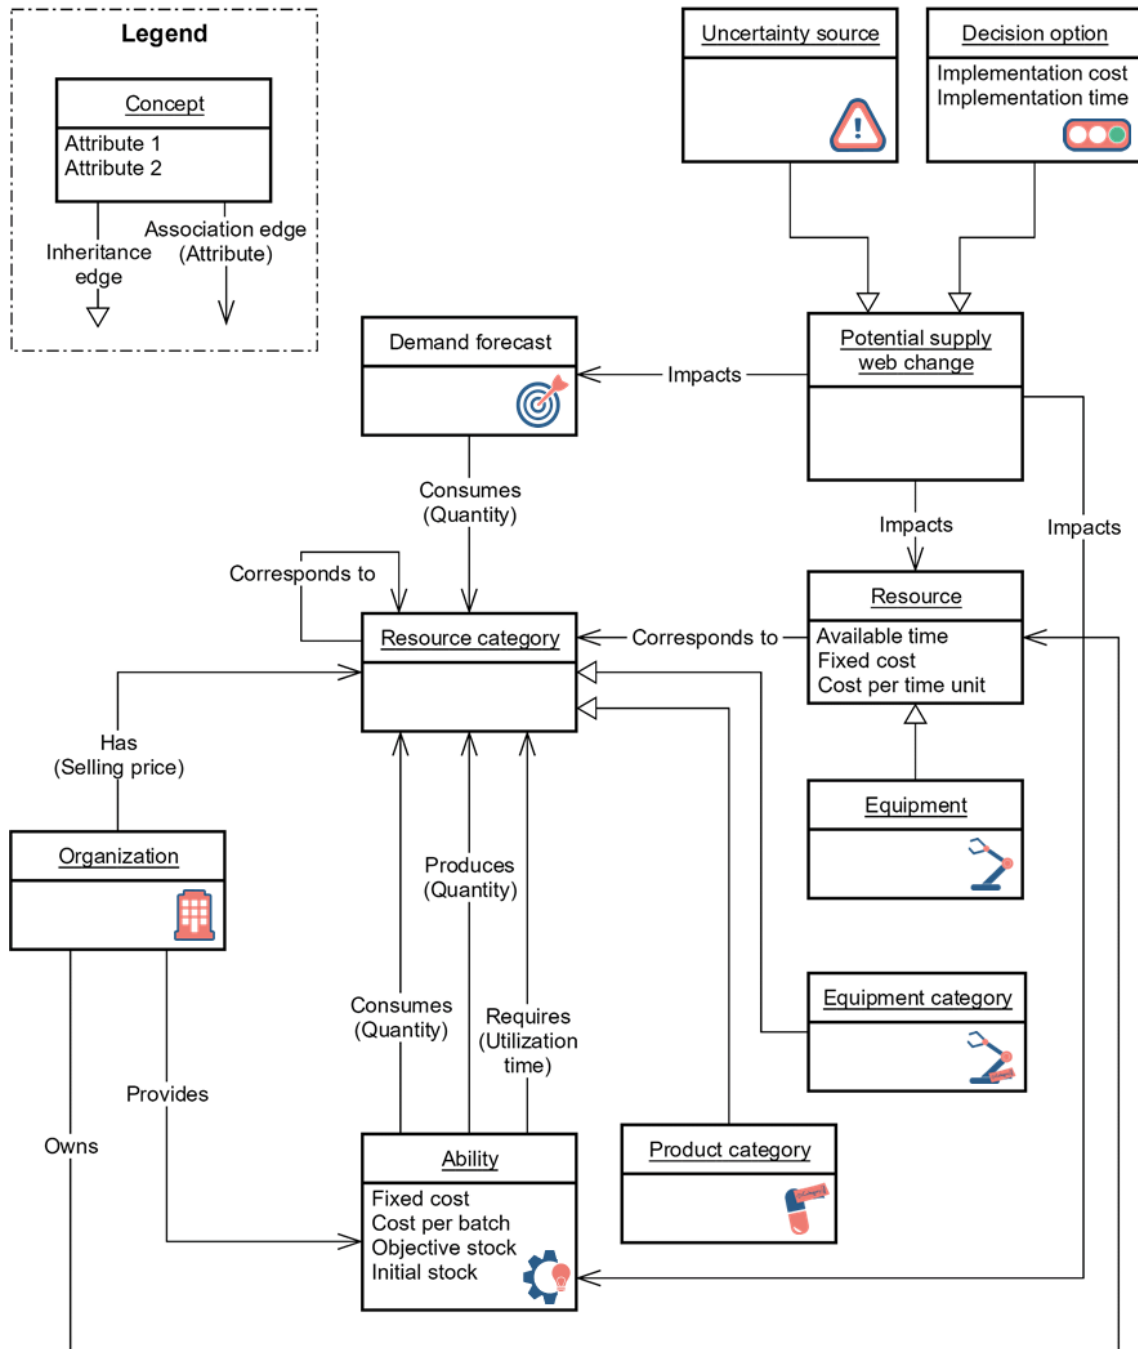 Legend
Concept
Attribute 1
Attribute 2
Inheritance
edge
Association edge
(Attribute)
Uncertainty source
Decision option
Implementation cost
Implementation time
Demand forecast
Impacts
Potential supply
web change
Consumes
(Quantity)
Impacts
Impacts
Corresponds to
Resource category
Corresponds to
Resource
Available time
Fixed cost
Cost per time unit
Has
(Selling price)
Equipment
Organization
Produces
(Quantity)
Equipment category
Consumes
(Quantity)
Requires
(Utilization
time)
Provides
Owns
Ability
Fixed cost
Cost per batch
Objective stock
Initial stock
Product category